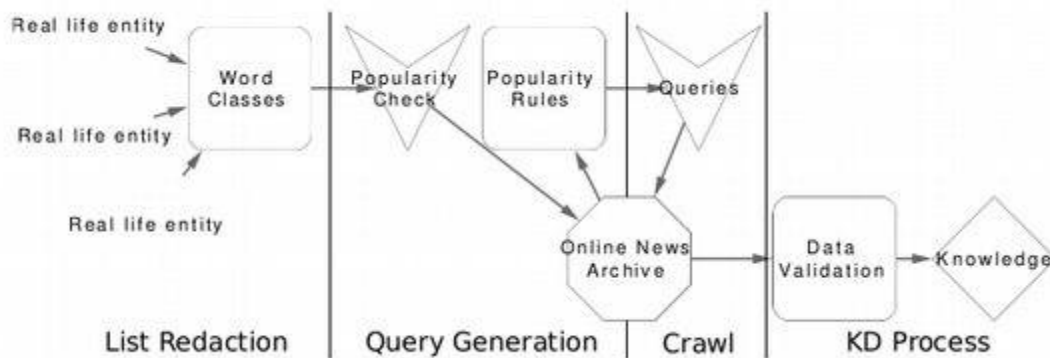 Real life entity
Real life entity
Real life entity
Word
Classes
Popularity
Check
Popularity
Rules
Queries
Online News
Archive
Data
Validation
Knowledge
List Redaction
Query Generation
Crawl
KD Process